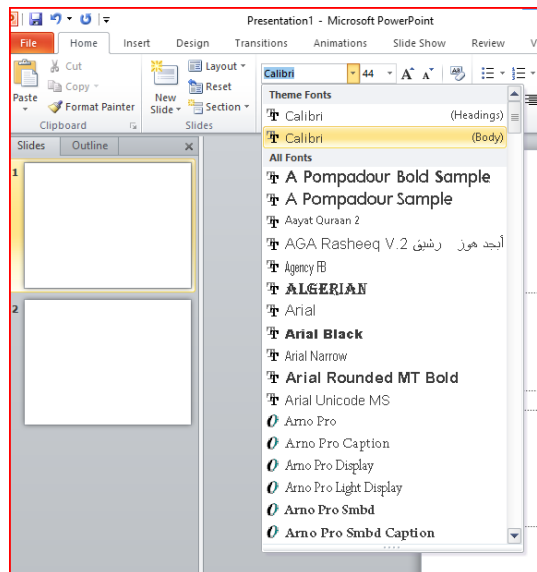 Presentation1 - Microsoft PowerPoint
File Home Insert Design Transitions Animations Slide Show Review V
Cut
Copy
Format Painter
Paste
Clipboard
New
Slide
Layout
Reset
Section
Slides
Calibri 44
Slides Outline
1
2
Theme Fonts
Calibri (Headings)
Calibri (Body)
All Fonts
A Pompadour Bold Sample
A Pompadour Sample
Aayat Quraan 2
AGA Rasheeq V.2 أبجد هوز رشيق
Agency FB
ALGERIAN
Arial
Arial Black
Arial Narrow
Arial Rounded MT Bold
Arial Unicode MS
Arno Pro
Arno Pro Caption
Arno Pro Display
Arno Pro Light Display
Arno Pro Smbd
Arno Pro Smbd Caption